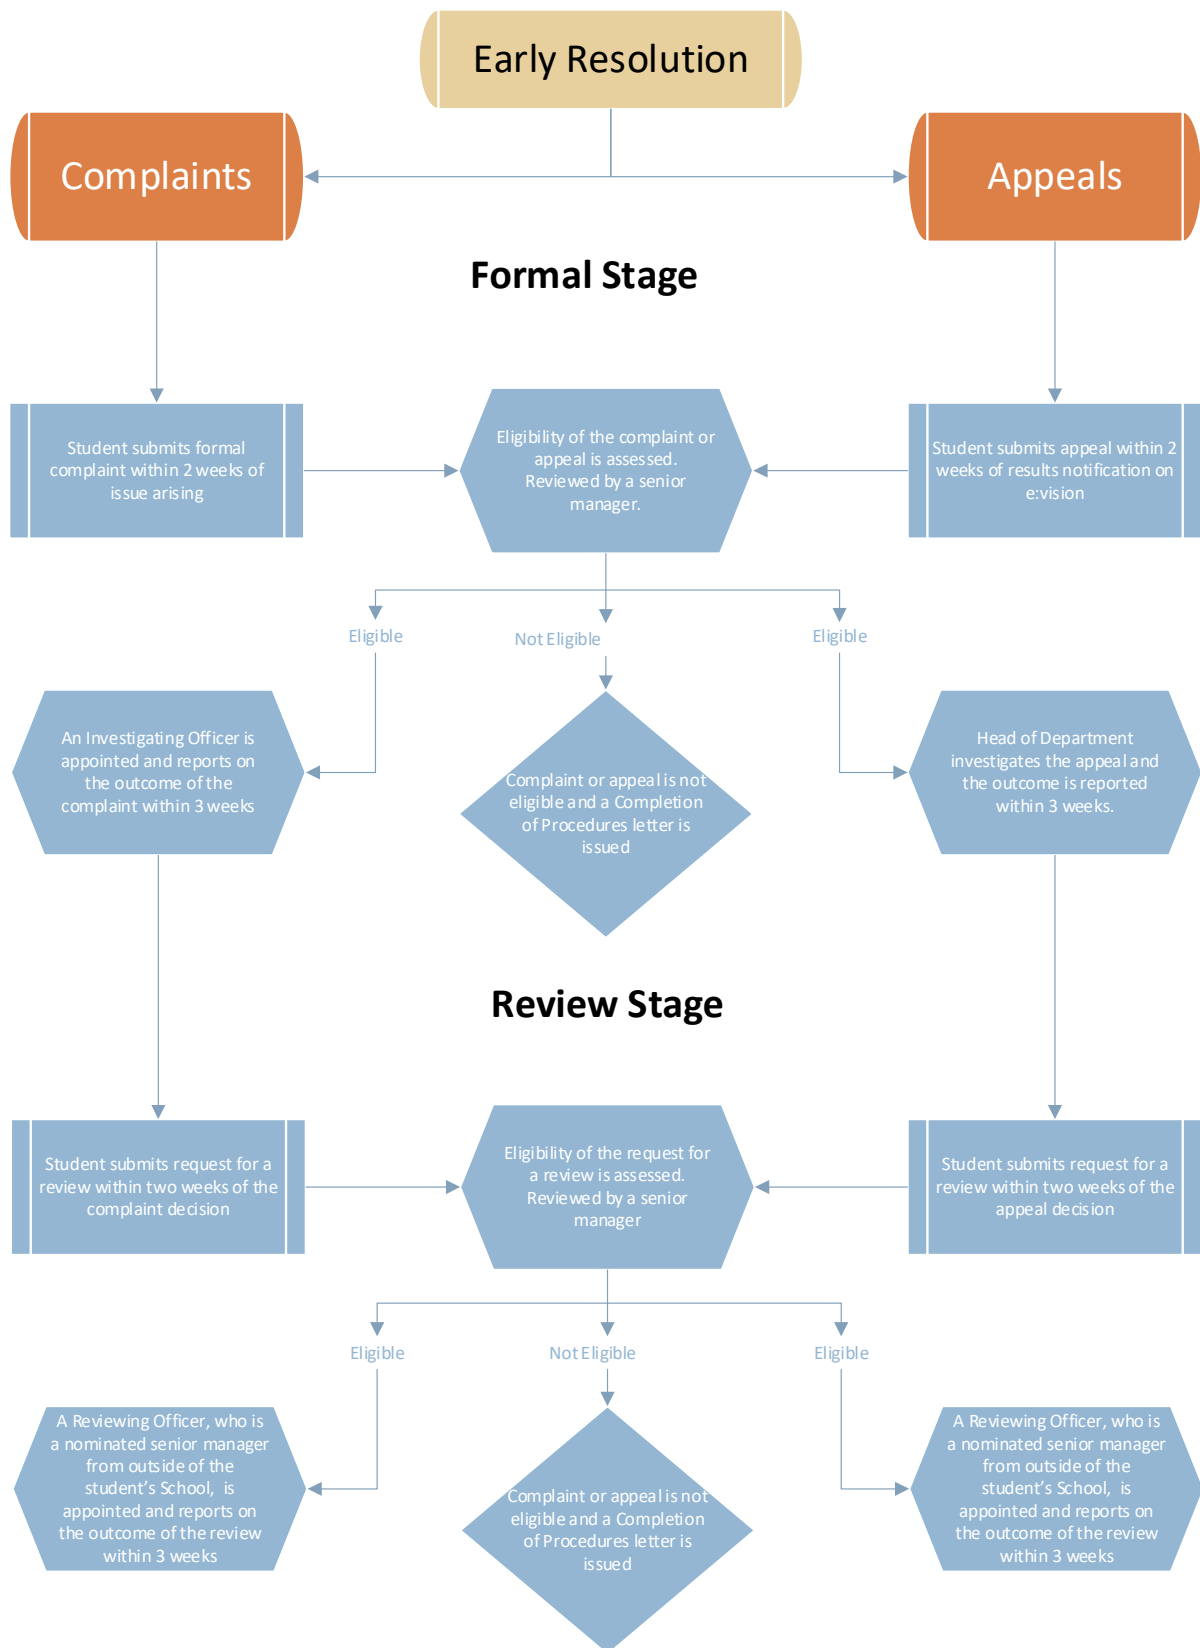 Early Resolution
Complaints
Appeals
Formal Stage
Student submits formal
complaint within 2 weeks of
issue arising
Eligibility of the complaint or
appeal is assessed.
Reviewed by a senior
manager.
Student submits appeal within 2
weeks of results notification on
e:vision
Eligible
Not Eligible
Eligible
An Investigating Officer is
appointed and reports on
the outcome of the
complaint within 3 weeks
Complaint or appeal is not
eligible and a Completion
of Procedures letter is
issued
Head of Department
investigates the appeal and
the outcome is reported
within 3 weeks.
Review Stage
Student submits request for a
review within two weeks of the
complaint decision
Eligibility of the request for
a review is assessed.
Reviewed by a senior
manager
Student submits request for a
review within two weeks of the
appeal decision
Eligible
Not Eligible
Eligible
A Reviewing Officer, who is
a nominated senior manager
from outside of the
student's School,  is
appointed and reports on
the outcome of the review
within 3 weeks
Complaint or appeal is not
eligible and a Completion
of Procedures letter is
issued
A Reviewing Officer, who is
a nominated senior manager
from outside of the
student's School,  is
appointed and reports on
the outcome of the review
within 3 weeks